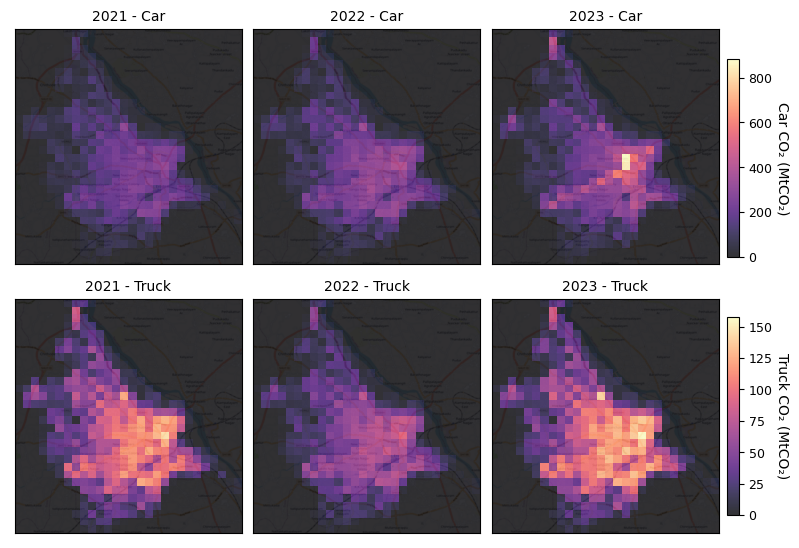 2021 - Car
2022 - Car
2023 - Car
800
600
400
200
0
Car CO₂ (MtCO₂)
2021 - Truck
2022 - Truck
2023 - Truck
150
125
100
75
50
25
0
Truck CO₂ (MtCO₂)